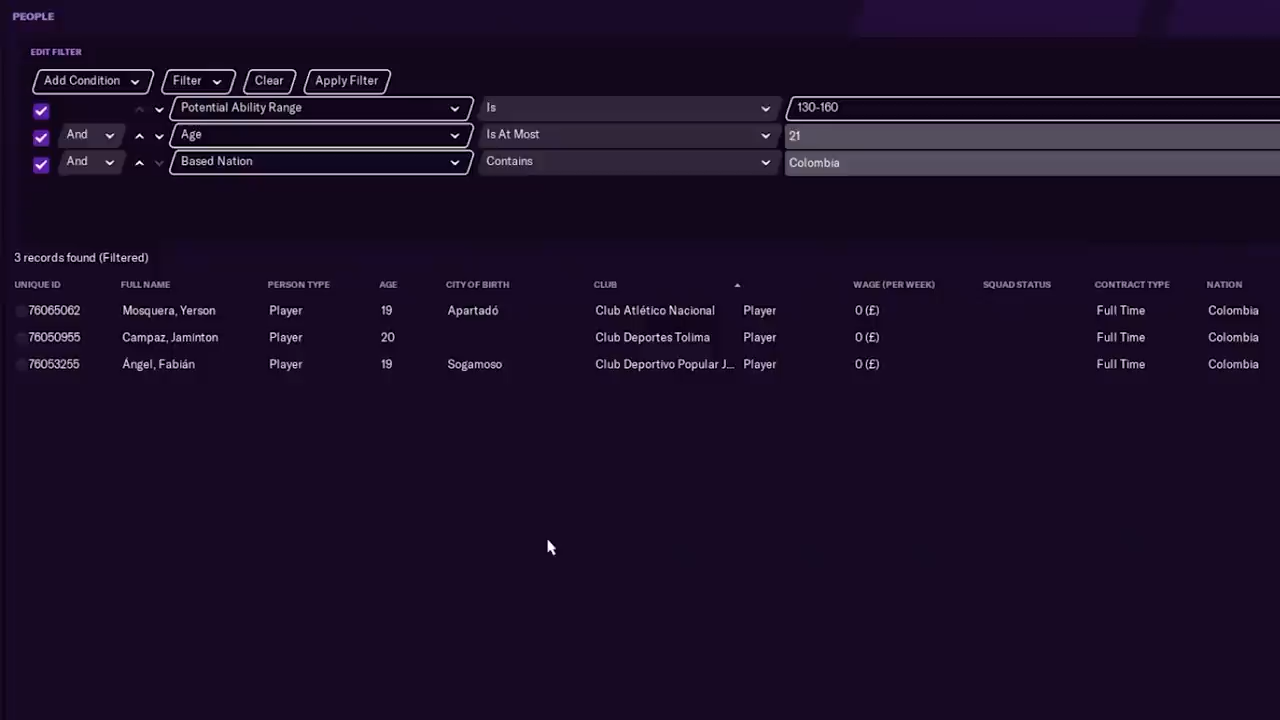 PEOPLE
EDIT FILTER
Add Condition Filter Clear Apply Filter
Potential Ability Range Is 130-160
And Age Is At Most 21
And Based Nation Contains Colombia
3 records found (Filtered)
UNIQUE ID FULL NAME PERSON TYPE AGE CITY OF BIRTH CLUB WAGE (PER WEEK) SQUAD STATUS CONTRACT TYPE NATION
76065062 Mosquera, Yerson Player 19 Apartadó Club Atlético Nacional Player 0 (£) Full Time Colombia
76050955 Campaz, Jaminton Player 20 Club Deportes Tolima Player 0 (£) Full Time Colombia
76053255 Ángel, Fabián Player 19 Sogamoso Club Deportivo Popular J... Player 0 (£) Full Time Colombia